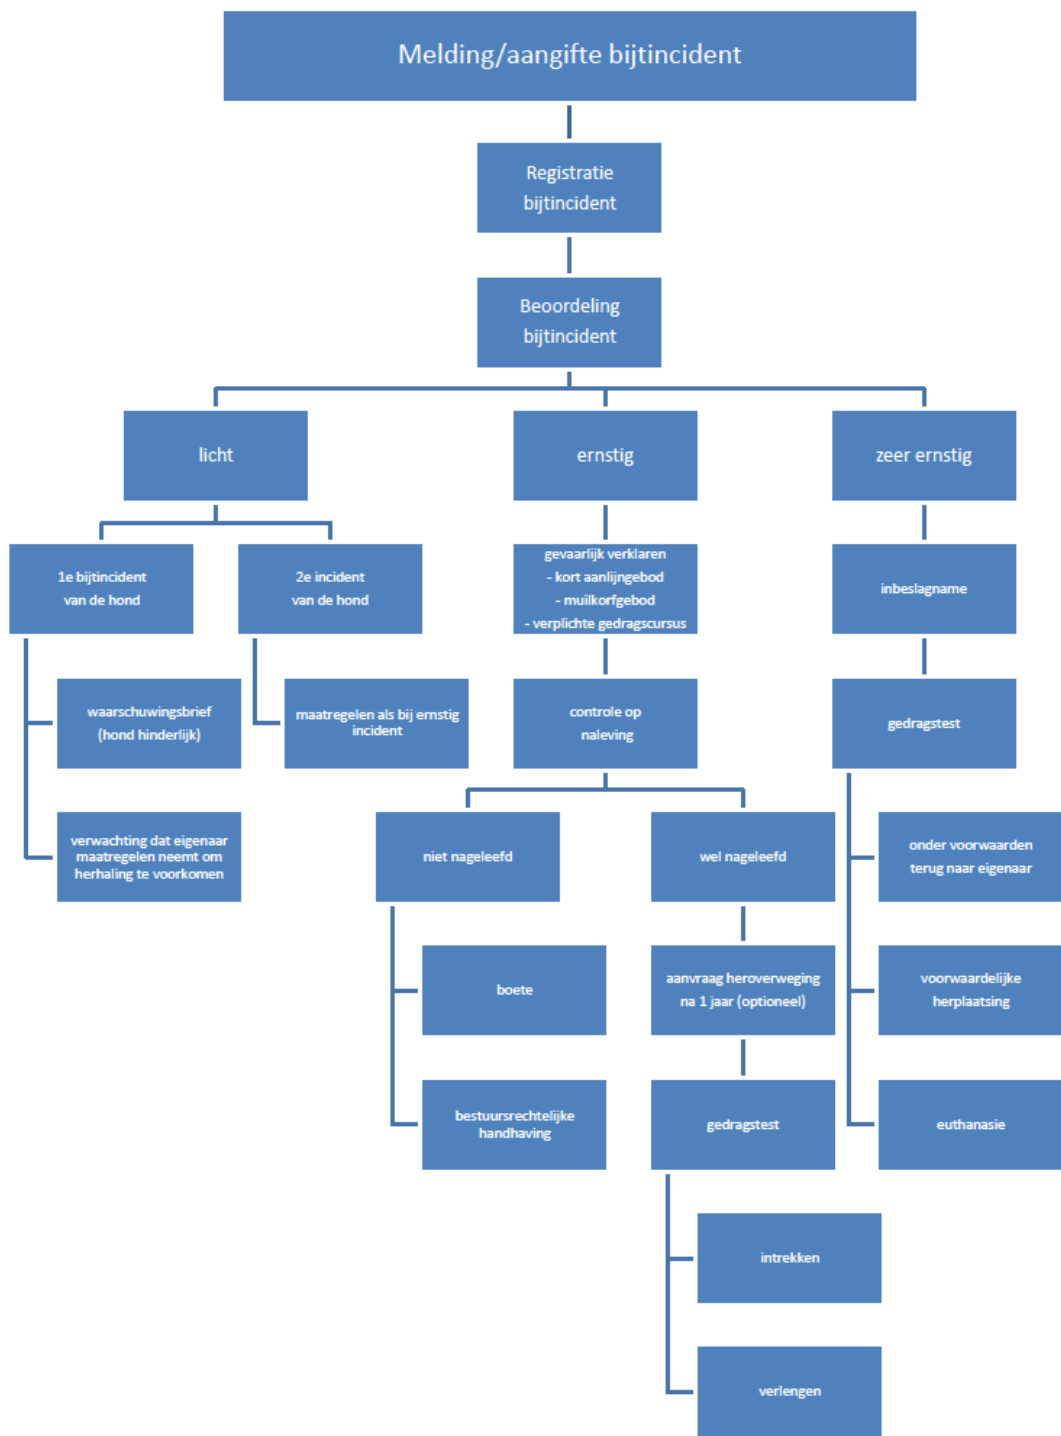 Melding/aangifte bijtincident
Registratie
bijtincident
Beoordeling
bijtincident
licht
ernstig
zeer ernstig
1e bijtincident
van de hond
2e incident
van de hond
gevaarlijk verklaren
- kort aanlijngebod
- muilkorfgebod
- verplichte gedragscursus
inbeslagname
waarschuwingsbrief
(hond hinderlijk)
maatregelen als bij ernstig
incident
controle op
naleving
gedragstest
verwachting dat eigenaar
maatregelen neemt om
herhaling te voorkomen
niet nageleefd
wel nageleefd
onder voorwaarden
terug naar eigenaar
boete
aanvraag heroverweging
na 1 jaar (optioneel)
voorwaardelijke
herplaatsing
bestuursrechtelijke
handhaving
gedragstest
euthanasie
intrekken
verlengen